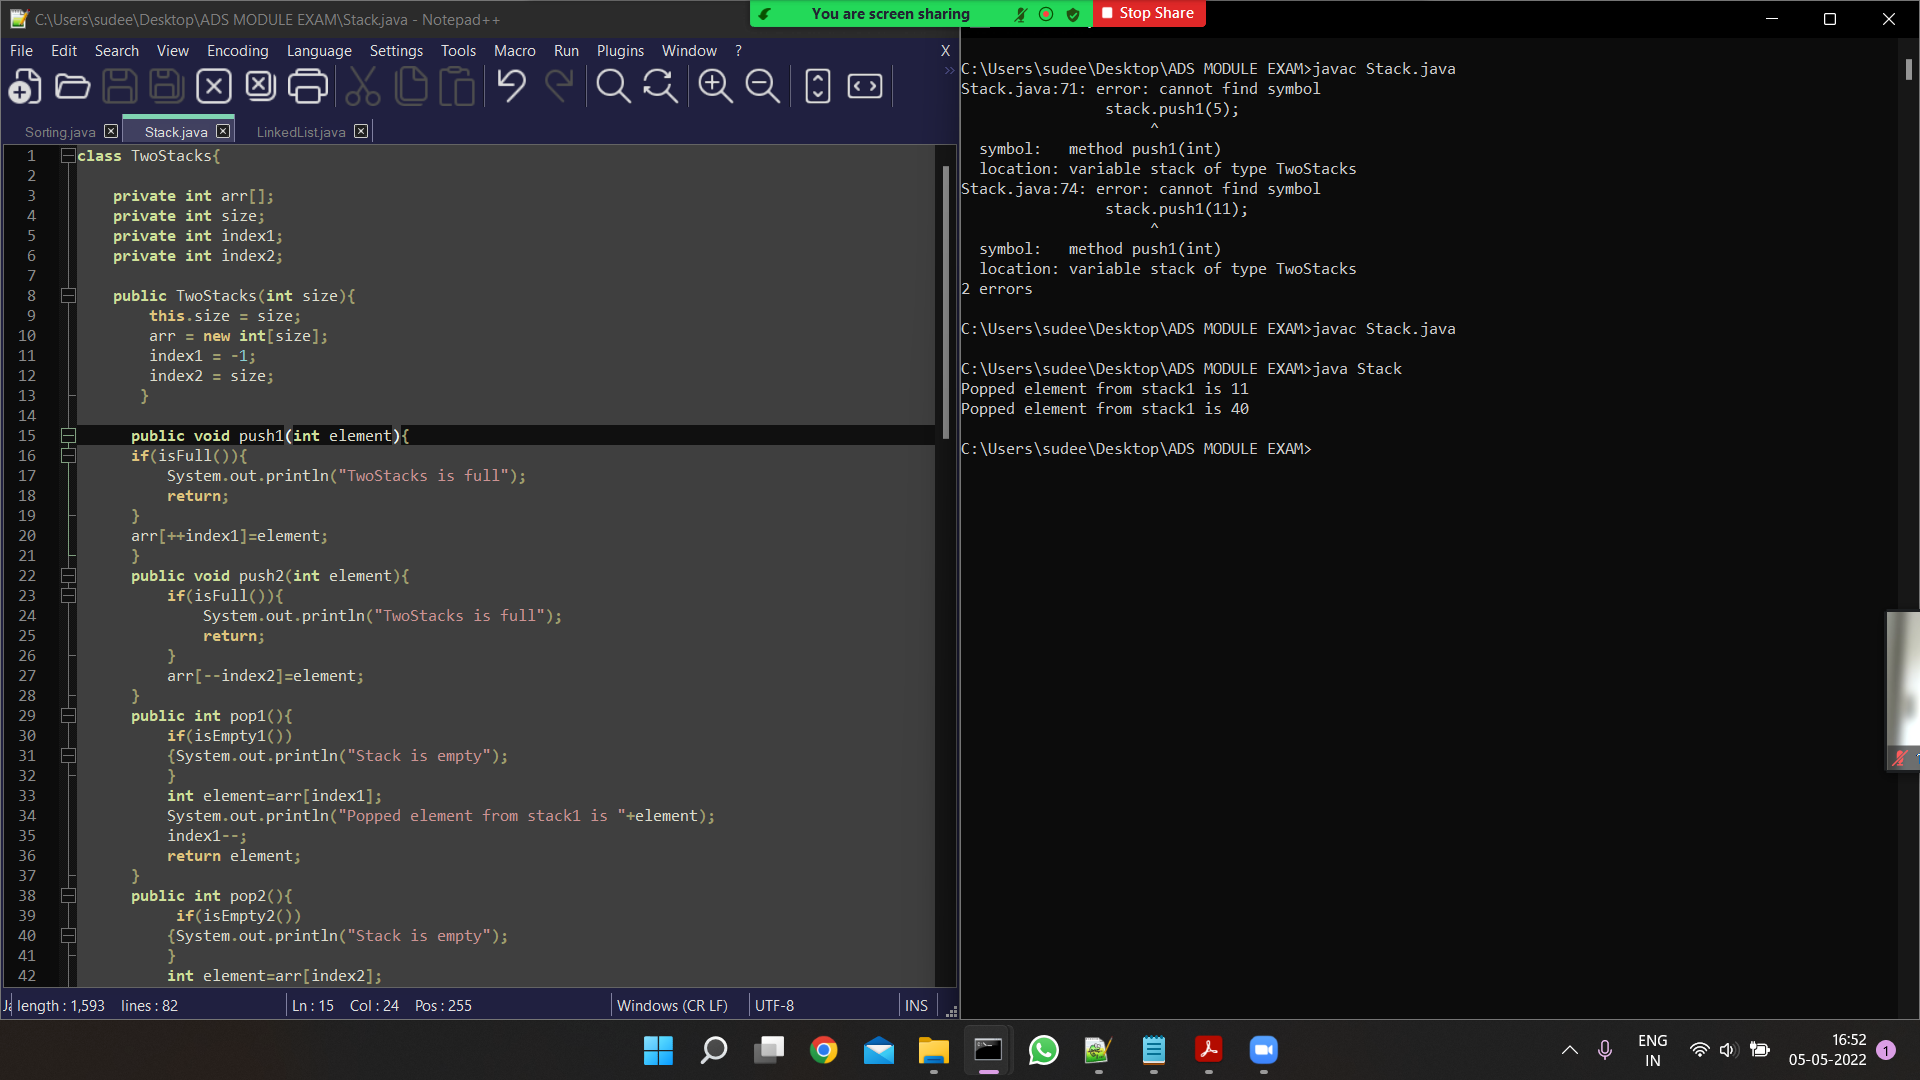 C:\Users\sudee\Desktop\ADS MODULE EXAM\Stack.java - Notepad++
You are screen sharing
Stop Share
File Edit Search View Encoding Language Settings Tools Macro Run Plugins Window ? X
Sorting.java Stack.java LinkedList.java
1 class TwoStacks{
2
3 private int arr[];
4 private int size;
5 private int index1;
6 private int index2;
7
8 public TwoStacks(int size){
9 this.size = size;
10 arr = new int[size];
11 index1 = -1;
12 index2 = size;
13 }
14
15 public void push1(int element){
16 if(isFull()){
17 System.out.println("TwoStacks is full");
18 return;
19 }
20 arr[++index1]=element;
21 }
22 public void push2(int element){
23 if(isFull()){
24 System.out.println("TwoStacks is full");
25 return;
26 }
27 arr[--index2]=element;
28 }
29 public int pop1(){
30 if(isEmpty1())
31 {System.out.println("Stack is empty");
32 }
33 int element=arr[index1];
34 System.out.println("Popped element from stack1 is "+element);
35 index1--;
36 return element;
37 }
38 public int pop2(){
39 if(isEmpty2())
40 {System.out.println("Stack is empty");
41 }
42 int element=arr[index2];
length : 1,593 lines : 82 Ln : 15 Col : 24 Pos : 255 Windows (CR LF) UTF-8 INS
C:\Users\sudee\Desktop\ADS MODULE EXAM>javac Stack.java
Stack.java:71: error: cannot find symbol
stack.push1(5);
^
symbol: method push1(int)
location: variable stack of type TwoStacks
Stack.java:74: error: cannot find symbol
stack.push1(11);
^
symbol: method push1(int)
location: variable stack of type TwoStacks
2 errors
C:\Users\sudee\Desktop\ADS MODULE EXAM>javac Stack.java
C:\Users\sudee\Desktop\ADS MODULE EXAM>java Stack
Popped element from stack1 is 11
Popped element from stack1 is 40
C:\Users\sudee\Desktop\ADS MODULE EXAM>
ENG
IN
16:52
05-05-2022
1